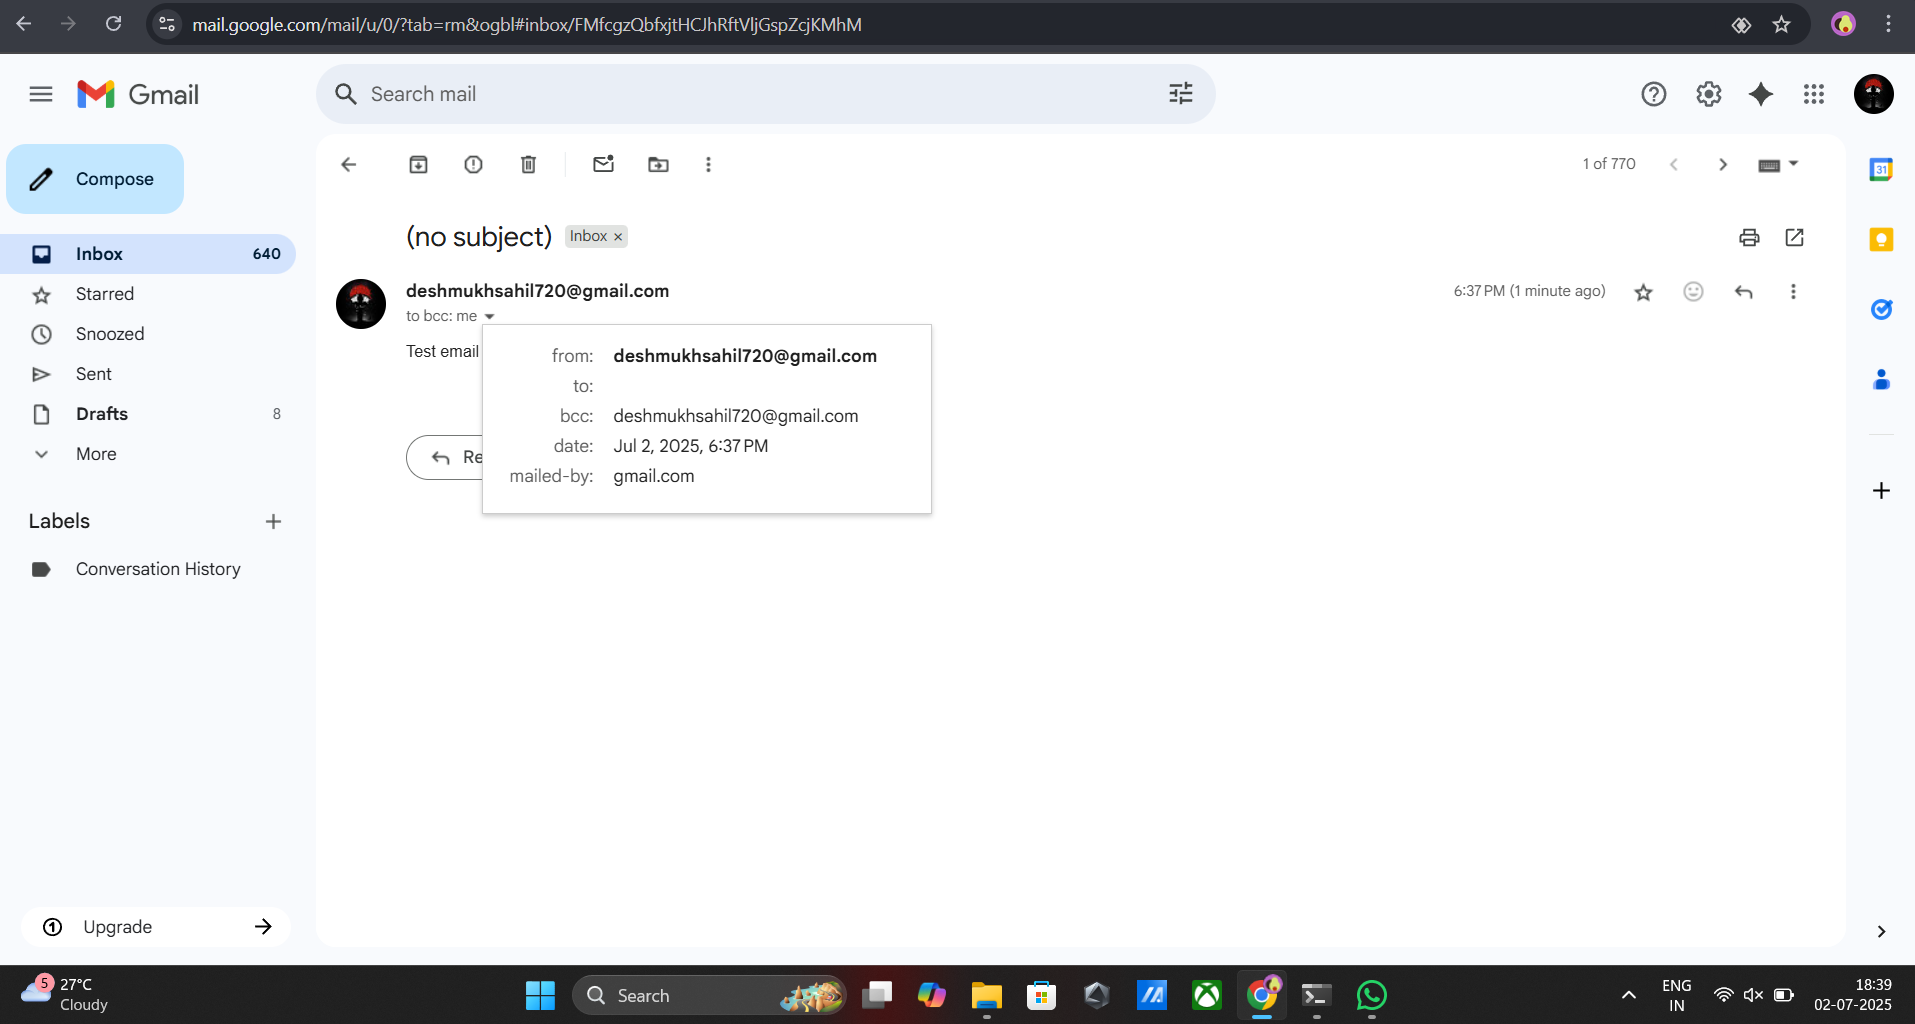 mail.google.com/mail/u/0/?tab=rm&ogbl#inbox/FMfcgzQbfxjtHCJhRftVljGspZcjKMhM
Gmail
Search mail
Compose
1 of 770
31
(no subject)
Inbox ×
Inbox 640
deshmukhsahil720@gmail.com
6:37 PM (1 minute ago)
Starred
to bcc: me
Snoozed
Test email
from: deshmukhsahil720@gmail.com
to:
Sent
bcc: deshmukhsahil720@gmail.com
Drafts 8
date: Jul 2, 2025, 6:37 PM
More
Re
mailed-by: gmail.com
Labels
Conversation History
1
Upgrade
5
27°C
Cloudy
Search
ENG
IN
18:39
02-07-2025